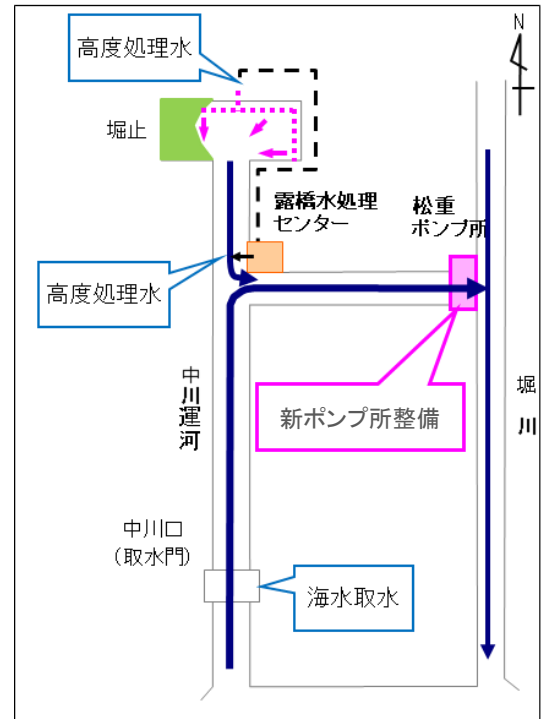 高度処理水
N
堀止
露橋水処理
センター
松重
ポンプ所
高度処理水
中川運河
新ポンプ所整備
堀川
中川口
(取水門)
海水取水